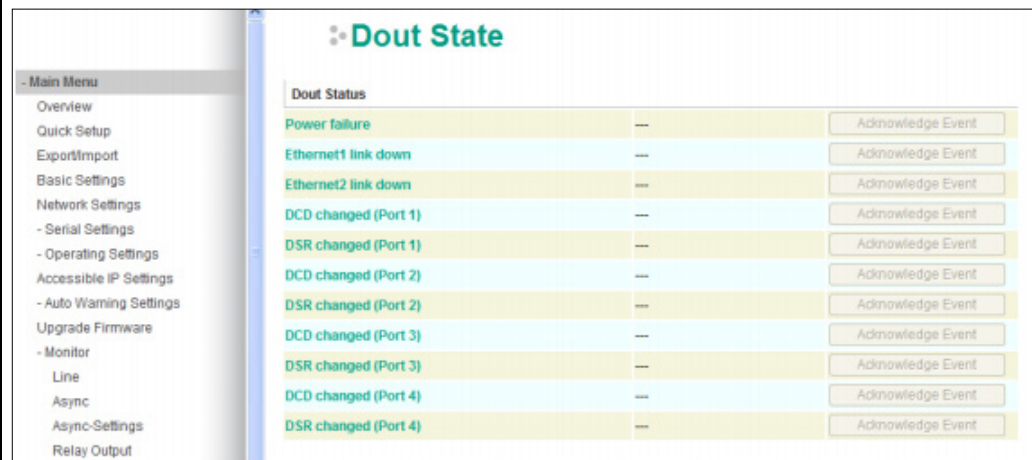 Dout State
- Main Menu
Overview
Quick Setup
Export/Import
Basic Settings
Network Settings
- Serial Settings
- Operating Settings
Accessible IP Settings
- Auto Warning Settings
Upgrade Firmware
- Monitor
Line
Async
Async-Settings
Relay Output
Dout Status
Power failure --- Acknowledge Event
Ethernet1 link down --- Acknowledge Event
Ethernet2 link down --- Acknowledge Event
DCD changed (Port 1) --- Acknowledge Event
DSR changed (Port 1) --- Acknowledge Event
DCD changed (Port 2) --- Acknowledge Event
DSR changed (Port 2) --- Acknowledge Event
DCD changed (Port 3) --- Acknowledge Event
DSR changed (Port 3) --- Acknowledge Event
DCD changed (Port 4) --- Acknowledge Event
DSR changed (Port 4) --- Acknowledge Event